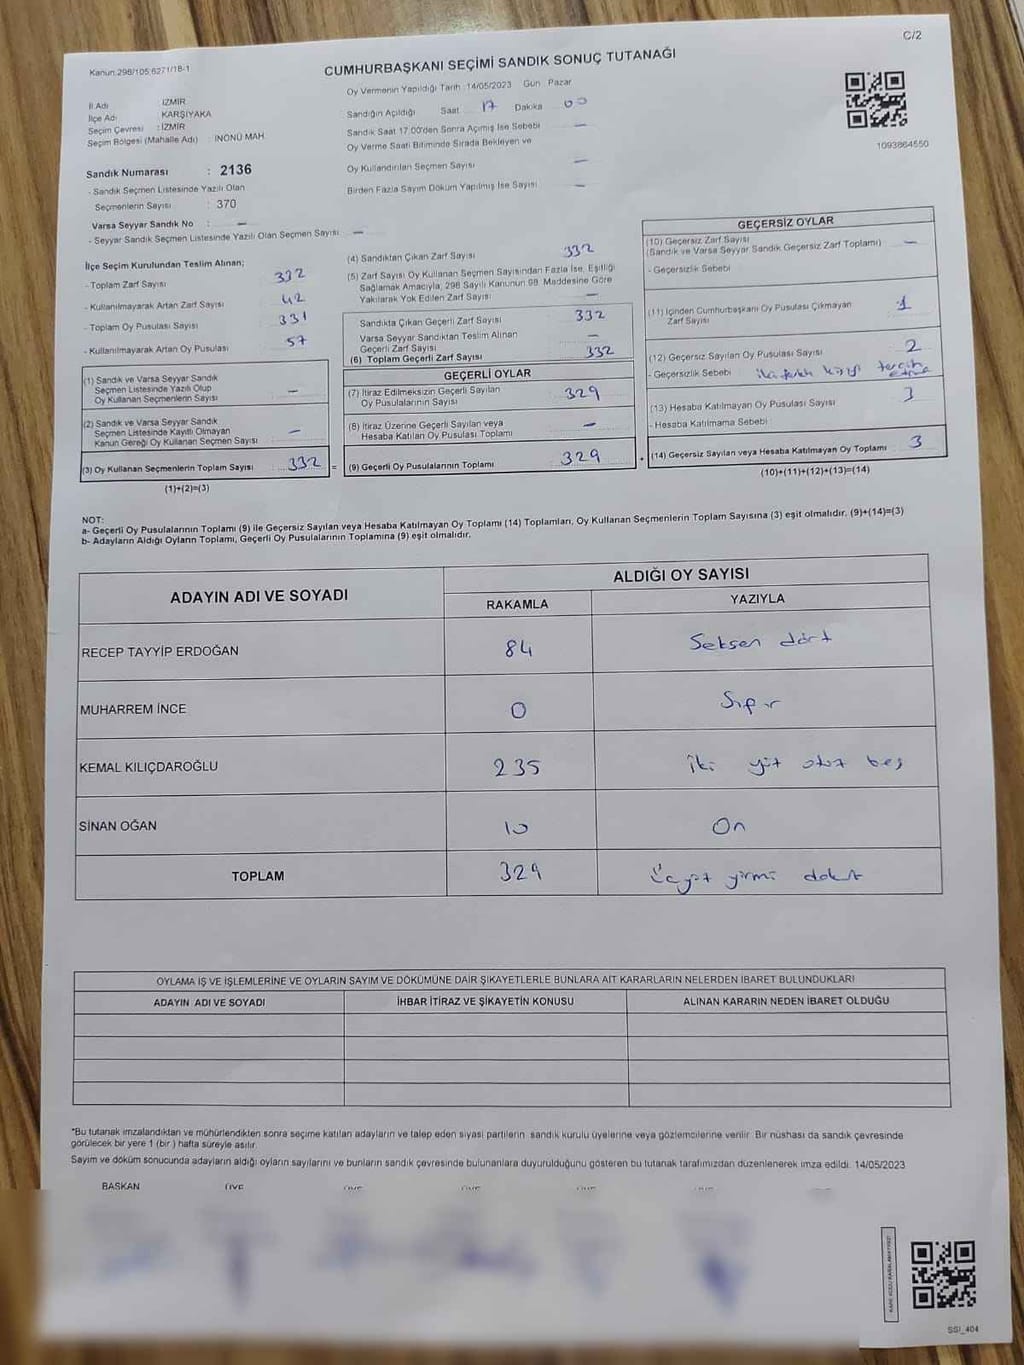 C/2
Kanun:298/105;6271/18-1
CUMHURBAŞKANI SEÇİMİ SANDIK SONUÇ TUTANAĞI
İl Adı : İZMİR
İlçe Adı : KARŞIYAKA
Seçim Çevresi : İZMİR
Seçim Bölgesi (Mahalle Adı) : İNÖNÜ MAH.
Sandık Numarası : 2136
- Sandık Seçmen Listesinde Yazılı Olan
Seçmenlerin Sayısı : 370
Varsa Seyyar Sandık No : —
- Seyyar Sandık Seçmen Listesinde Yazılı Olan Seçmen Sayısı : —
Oy Vermenin Yapıldığı Tarih :14/05/2023 Gün : Pazar
Sandığın Açıldığı Saat 17 Dakika 00
Sandık Saat 17.00'den Sonra Açımış İse Sebebi —
Oy Verme Saati Bitiminde Sırada Bekleyen ve
Oy Kullandırılan Seçmen Sayısı —
Birden Fazla Sayım Döküm Yapılmış İse Sayısı —
1093864550
İlçe Seçim Kurulundan Teslim Alınan;
- Toplam Zarf Sayısı
- Kullanılmayarak Artan Zarf Sayısı 42
- Toplam Oy Pusulası Sayısı 331
- Kullanılmayarak Artan Oy Pusulası 57
(1) Sandık ve Varsa Seyyar Sandık
Seçmen Listesinde Yazılı Olup
Oy Kullanan Seçmenlerin Sayısı —
(2) Sandık ve Varsa Seyyar Sandık
Seçmen Listesinde Kayıtlı Olmayan
Kanun Gereği Oy Kullanan Seçmen Sayısı —
(3) Oy Kullanan Seçmenlerin Toplam Sayısı 332 =
(1)+(2)=(3)
(4) Sandıktan Çıkan Zarf Sayısı 332
(5) Zarf Sayısı Oy Kullanan Seçmen Sayısından Fazla İse, Eşitliği
Sağlamak Amacıyla, 298 Sayılı Kanunun 98. Maddesine Göre
Yakılarak Yok Edilen Zarf Sayısı —
Sandıkta Çıkan Geçerli Zarf Sayısı 332
Varsa Seyyar Sandıktan Teslim Alınan
Geçerli Zarf Sayısı —
(6) Toplam Geçerli Zarf Sayısı 332
GEÇERLİ OYLAR
(7) İtiraz Edilmeksizin Geçerli Sayılan
Oy Pusulalarının Sayısı 329
(8) İtiraz Üzerine Geçerli Sayılan veya
Hesaba Katılan Oy Pusulası Toplamı —
(9) Geçerli Oy Pusulalarının Toplamı 329 +
GEÇERSİZ OYLAR
(10) Geçersiz Zarf Sayısı
(Sandık ve Varsa Seyyar Sandık Geçersiz Zarf Toplamı) —
- Geçersizlik Sebebi
(11) İçinden Cumhurbaşkanı Oy Pusulası Çıkmayan
Zarf Sayısı 1
(12) Geçersiz Sayılan Oy Pusulası Sayısı 2
- Geçersizlik Sebebi iki farklı kişiyi tercih etme
(13) Hesaba Katılmayan Oy Pusulası Sayısı 3
- Hesaba Katılmama Sebebi :
(14) Geçersiz Sayılan veya Hesaba Katılmayan Oy Toplamı 3
(10)+(11)+(12)+(13)=(14)
NOT:
a- Geçerli Oy Pusulalarının Toplamı (9) ile Geçersiz Sayılan veya Hesaba Katılmayan Oy Toplamı (14) Toplamları, Oy Kullanan Seçmenlerin Toplam Sayısına (3) eşit olmalıdır. (9)+(14)=(3)
b- Adayların Aldığı Oyların Toplamı, Geçerli Oy Pusulalarının Toplamına (9) eşit olmalıdır.
ADAYIN ADI VE SOYADI
ALDIĞI OY SAYISI
RAKAMLA YAZIYLA
RECEP TAYYİP ERDOĞAN 84 Seksen dört
MUHARREM İNCE 0 Sıfır
KEMAL KILIÇDAROĞLU 235 iki yüz otuz beş
SİNAN OĞAN 10 On
TOPLAM 329 Üçyüz yirmi dokuz
OYLAMA İŞ VE İŞLEMLERİNE VE OYLARIN SAYIM VE DÖKÜMÜNE DAİR ŞİKAYETLERLE BUNLARA AİT KARARLARIN NELERDEN İBARET BULUNDUKLARI
ADAYIN ADI VE SOYADI İHBAR İTİRAZ VE ŞİKAYETİN KONUSU ALINAN KARARIN NEDEN İBARET OLDUĞU
*Bu tutanak imzalandıktan ve mühürlendikten sonra seçime katılan adayların ve talep eden siyasi partilerin sandık kurulu üyelerine veya gözlemcilerine verilir. Bir nüshası da sandık çevresinde
görülecek bir yere 1 (bir ) hafta süreyle asılır.
Sayım ve döküm sonucunda adayların aldığı oyların sayılarını ve bunların sandık çevresinde bulunanlara duyurulduğunu gösteren bu tutanak tarafımızdan düzenlenerek imza edildi. 14/05/2023
BAŞKAN ÜYE ÜYE ÜYE ÜYE ÜYE
SSI_404